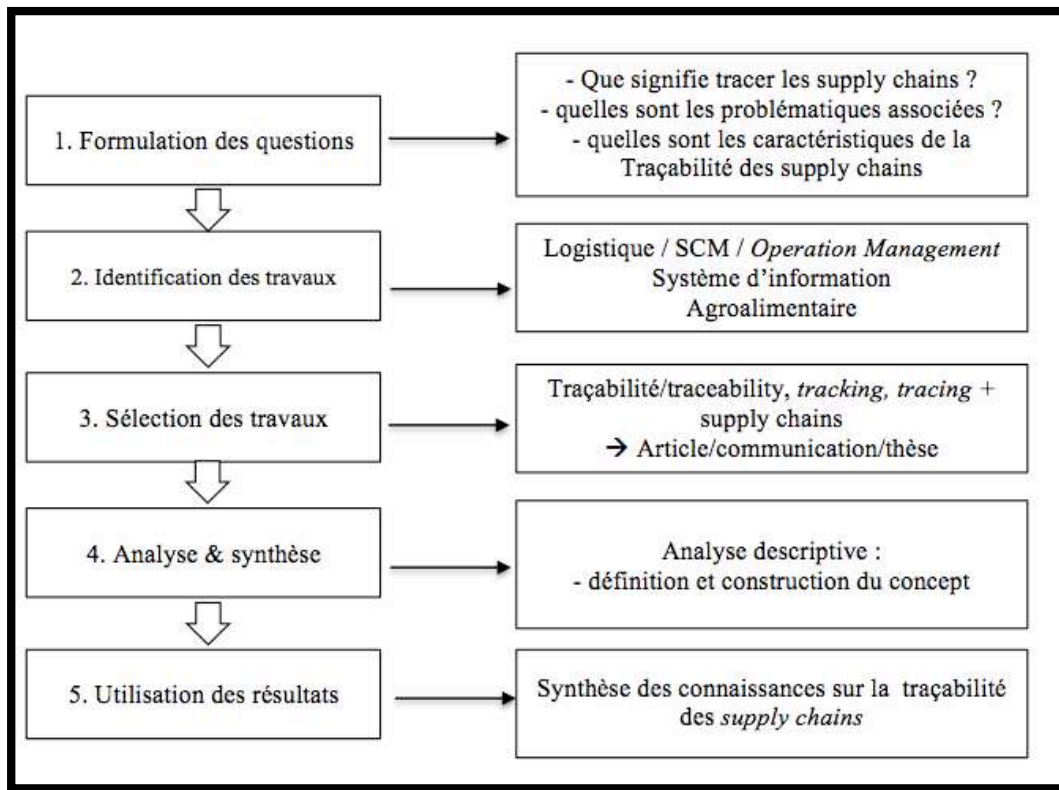 1. Formulation des questions
- Que signifie tracer les supply chains ?
- quelles sont les problématiques associées ?
- quelles sont les caractéristiques de la
Traçabilité des supply chains
2. Identification des travaux
Logistique / SCM / Operation Management
Système d'information
Agroalimentaire
3. Sélection des travaux
Traçabilité/traceability, tracking, tracing +
supply chains
→ Article/communication/thèse
4. Analyse & synthèse
Analyse descriptive :
- définition et construction du concept
5. Utilisation des résultats
Synthèse des connaissances sur la traçabilité
des supply chains